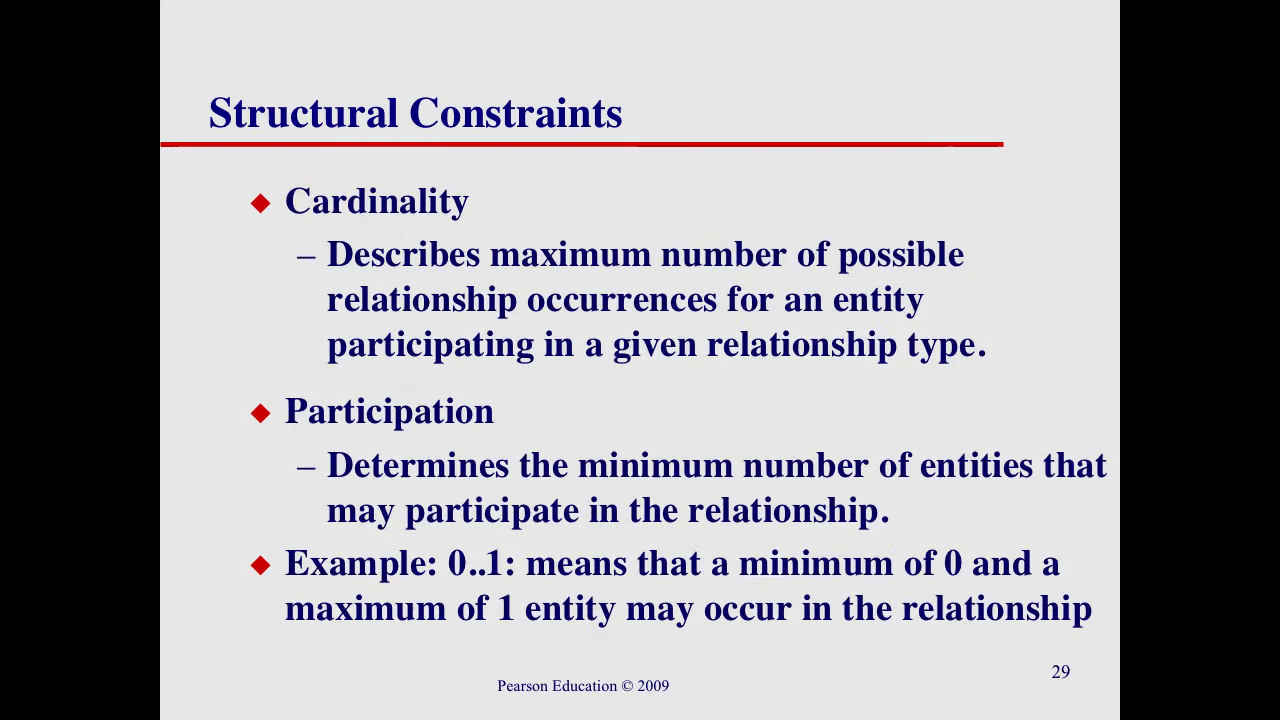 Structural Constraints
◆ Cardinality
– Describes maximum number of possible
relationship occurrences for an entity
participating in a given relationship type.
◆ Participation
– Determines the minimum number of entities that
may participate in the relationship.
◆ Example: 0..1: means that a minimum of 0 and a
maximum of 1 entity may occur in the relationship
29
Pearson Education © 2009